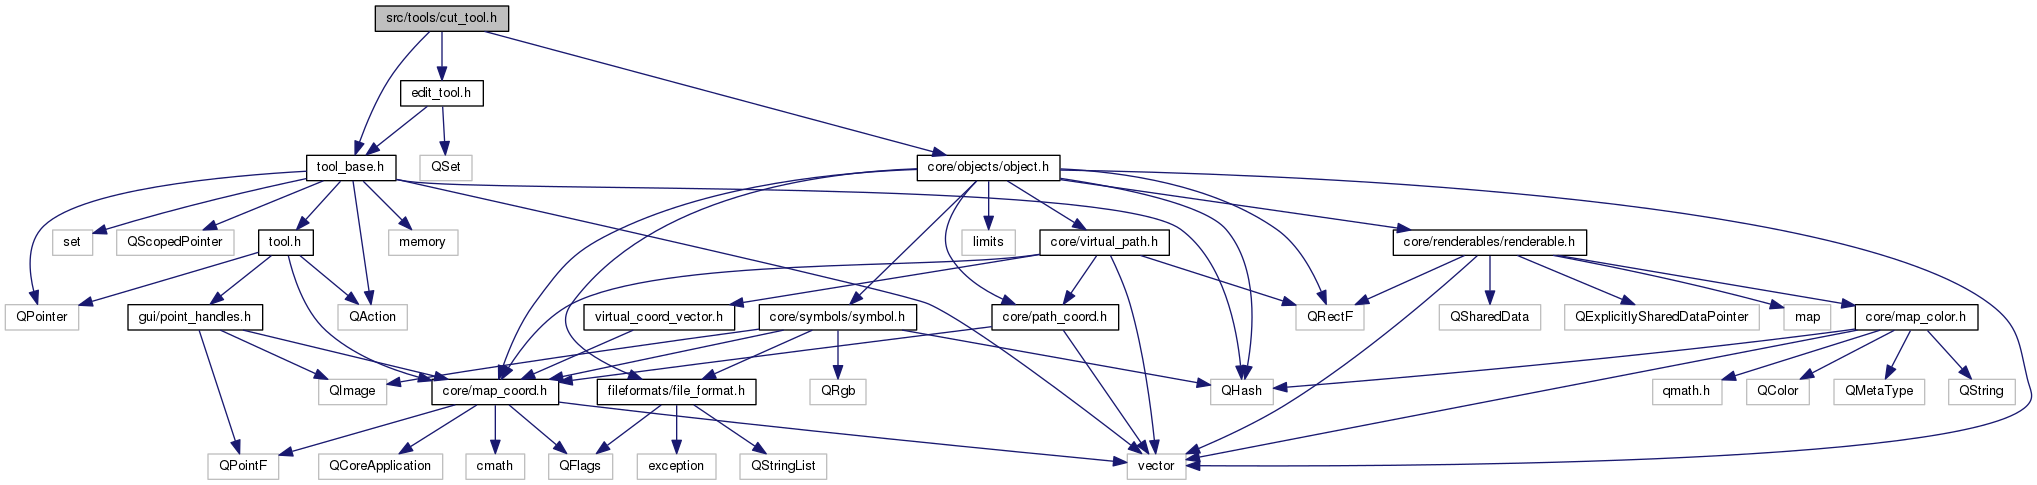 src/tools/cut_tool.h
edit_tool.h
tool_base.h
QSet
core/objects/object.h
set
QScopedPointer
tool.h
memory
limits
core/virtual_path.h
core/renderables/renderable.h
QPointer
gui/point_handles.h
QAction
virtual_coord_vector.h
core/symbols/symbol.h
core/path_coord.h
QRectF
QSharedData
QExplicitlySharedDataPointer
map
core/map_color.h
QImage
core/map_coord.h
fileformats/file_format.h
QRgb
QHash
qmath.h
QColor
QMetaType
QString
QPointF
QCoreApplication
cmath
QFlags
exception
QStringList
vector